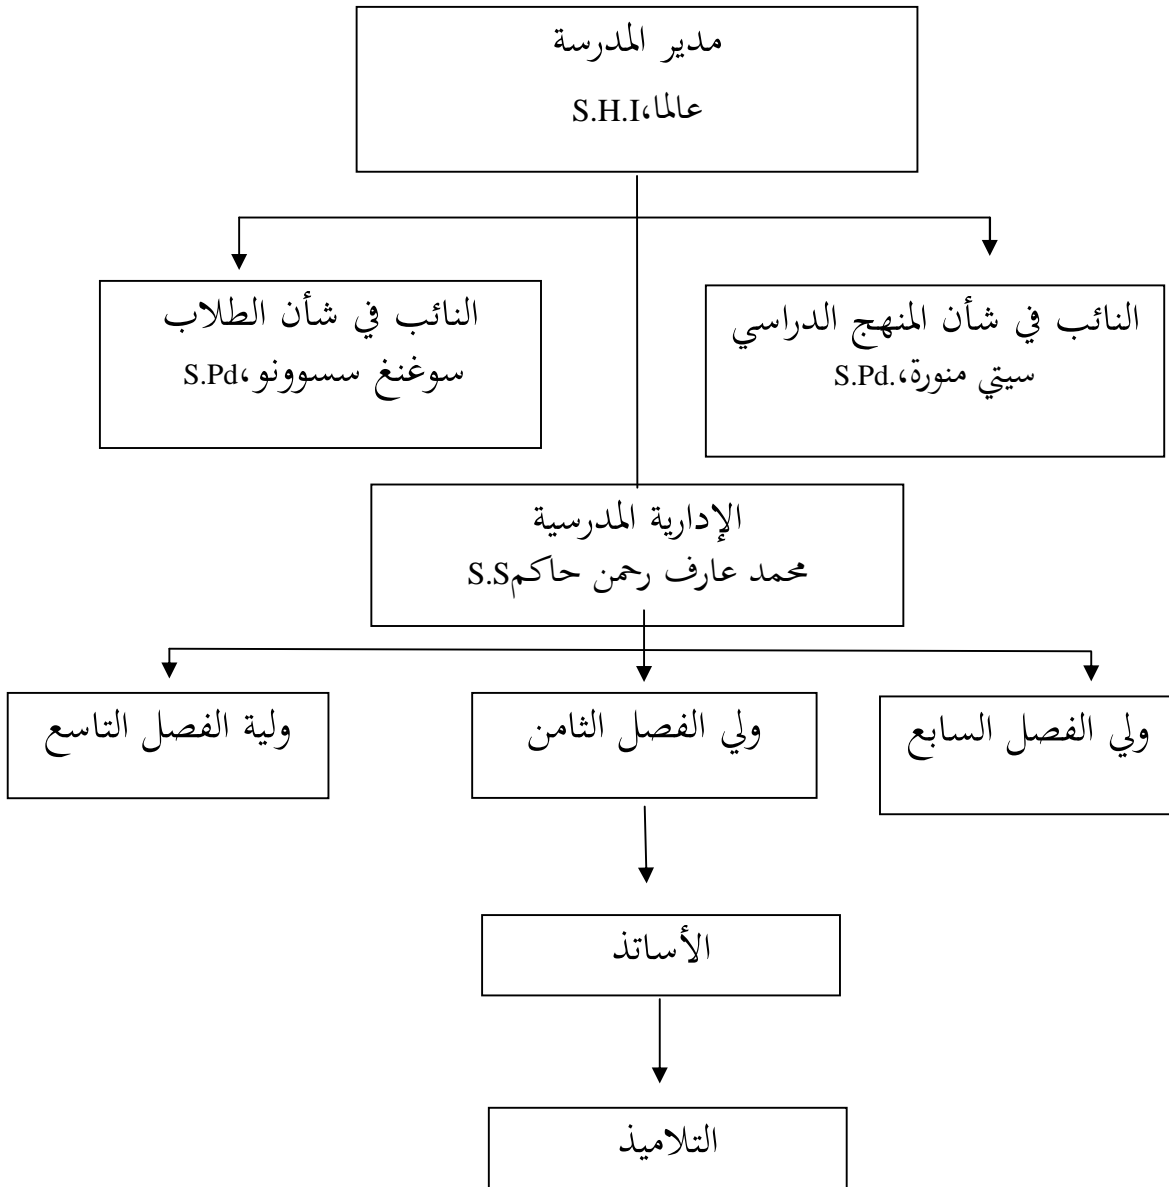 مدير المدرسة
عالما،S.H.I
النائب في شأن المنهج الدراسي
سيتي منورة،S.Pd.
النائب في شأن الطلاب
سوغنغ سسوونو،S.Pd
الإدارية المدرسية
محمد عارف رحمن حاكمS.S
ولي الفصل السابع
ولي الفصل الثامن
ولية الفصل التاسع
الأساتذ
التلاميذ